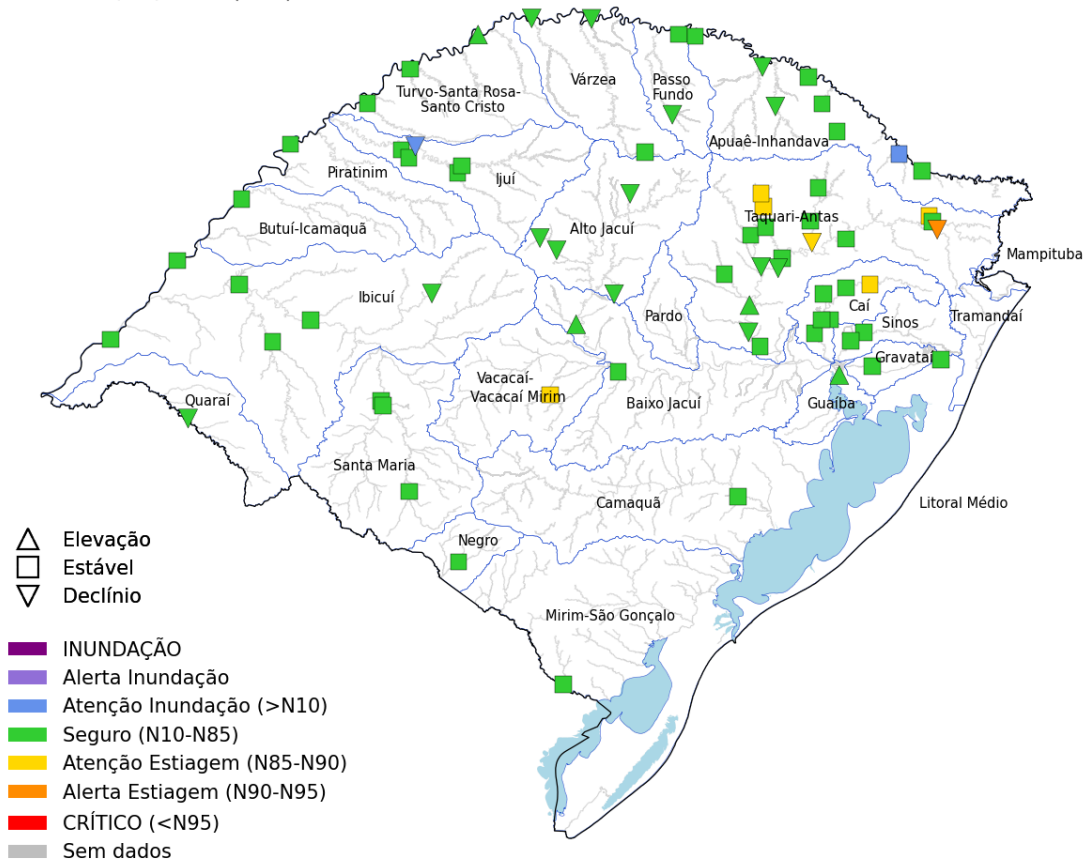 Várzea
Passo
Fundo
Turvo-Santa Rosa-
Santo Cristo
Apuaê-Inhandava
Piratinim
Ijuí
Taquari-Antas
Butuí-Icamaquã
Alto Jacuí
Mampituba
Ibicuí
Caí
Pardo
Tramandaí
Sinos
Gravataí
Vacacaí-
Vacacaí Mirim
Quaraí
Baixo Jacuí
Guaíba
Santa Maria
Camaquã
Litoral Médio
Negro
Mirim-São Gonçalo
Elevação
Estável
Declínio
INUNDAÇÃO
Alerta Inundação
Atenção Inundação (>N10)
Seguro (N10-N85)
Atenção Estiagem (N85-N90)
Alerta Estiagem (N90-N95)
CRÍTICO (<N95)
Sem dados